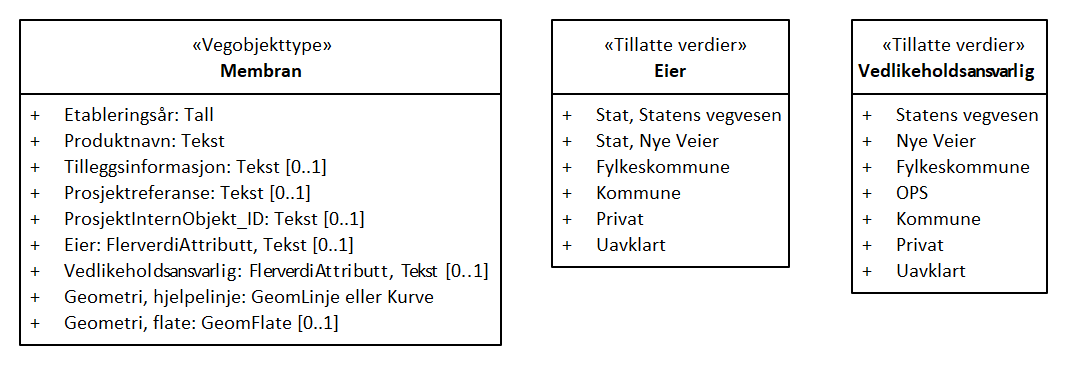 «Vegobjekttype»
Membran
+ Etableringsår: Tall
+ Produktnavn: Tekst
+ Tilleggsinformasjon: Tekst [0..1]
+ Prosjektreferanse: Tekst [0..1]
+ ProsjektInternObjekt_ID: Tekst [0..1]
+ Eier: FlerverdiAttributt, Tekst [0..1]
+ Vedlikeholdsansvarlig: FlerverdiAttributt, Tekst [0..1]
+ Geometri, hjelpelinje: GeomLinje eller Kurve
+ Geometri, flate: GeomFlate [0..1]
«Tillatte verdier»
Eier
+ Stat, Statens vegvesen
+ Stat, Nye Veier
+ Fylkeskommune
+ Kommune
+ Privat
+ Uavklart
«Tillatte verdier»
Vedlikeholdsansvarlig
+ Statens vegvesen
+ Nye Veier
+ Fylkeskommune
+ OPS
+ Kommune
+ Privat
+ Uavklart